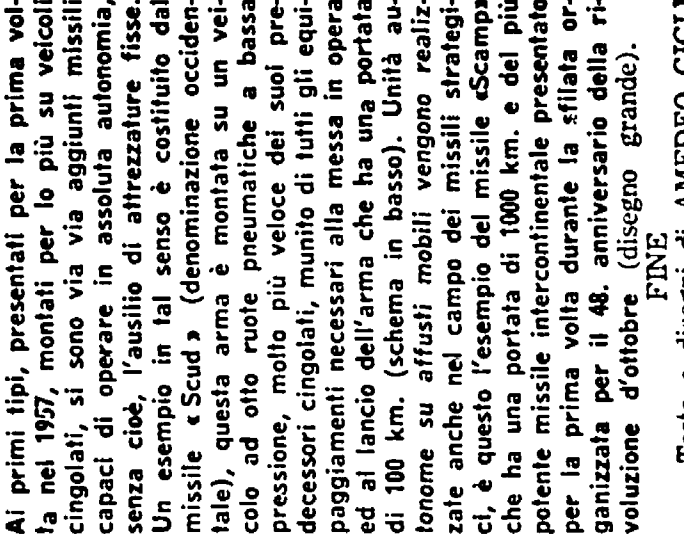 Ai primi tipi, presentati per la prima vol-
ta nel 1957, montati per lo più su veicoli
cingolati, si sono via via aggiunti missili
capaci di operare in assoluta autonomia,
senza cioè, l'ausilio di attrezzature fisse.
Un esempio in tal senso è costituito dal
missile « Scud » (denominazione occiden-
tale), questa arma è montata su un vei-
colo ad otto ruote pneumatiche a bassa
pressione, molto più veloce dei suoi pre-
decessori cingolati, munito di tutti gli equi-
paggiamenti necessari alla messa in opera
ed al lancio dell'arma che ha una portata
di 100 km. (schema in basso). Unità au-
tonome su affusti mobili vengono realiz-
zate anche nel campo dei missili strategi-
ci, è questo l'esempio del missile «Scamp»
che ha una portata di 1000 km. e del più
potente missile intercontinentale presentato
per la prima volta durante la sfilata or-
ganizzata per il 48. anniversario della ri-
voluzione d'ottobre (disegno grande).
FINE
Testo e disegni di AMEDEO GIGLI